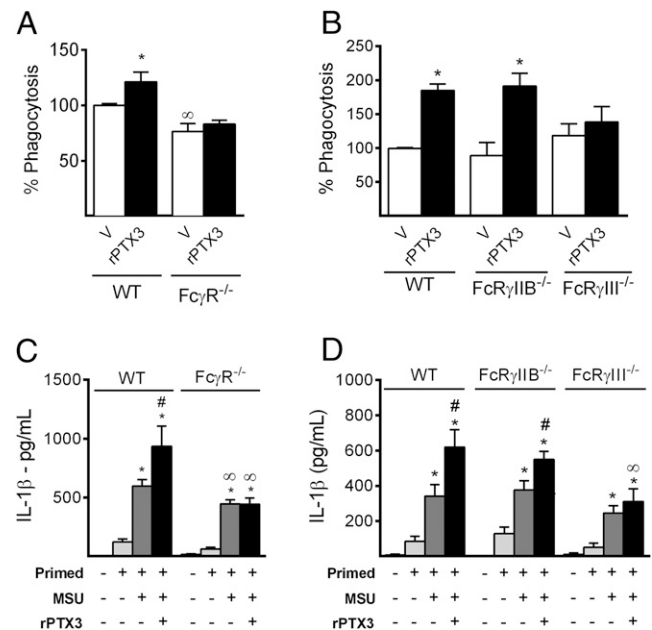 A
% Phagocytosis
150
100
50
*
∞
V
rPTX3
V
rPTX3
WT
FcγR-/-
B
% Phagocytosis
250
200
150
100
50
*
*
V
rPTX3
V
rPTX3
V
rPTX3
WT
FcRγIIB-/-
FcRγIII-/-
C
IL-1β - pg/mL
1500
1000
500
WT
FcγR-/-
*
#
*
∞
*
∞
*
Primed - + + + - + + +
MSU - - + + - - + +
rPTX3 - - - + - - - +
D
IL-1β (pg/mL)
1000
800
600
400
200
WT
FcRγIIB-/-
FcRγIII-/-
*
#
*
*
#
*
*
∞
*
Primed - + + + - + + + - + + +
MSU - - + + - - + + - - + +
rPTX3 - - - + - - - + - - - +